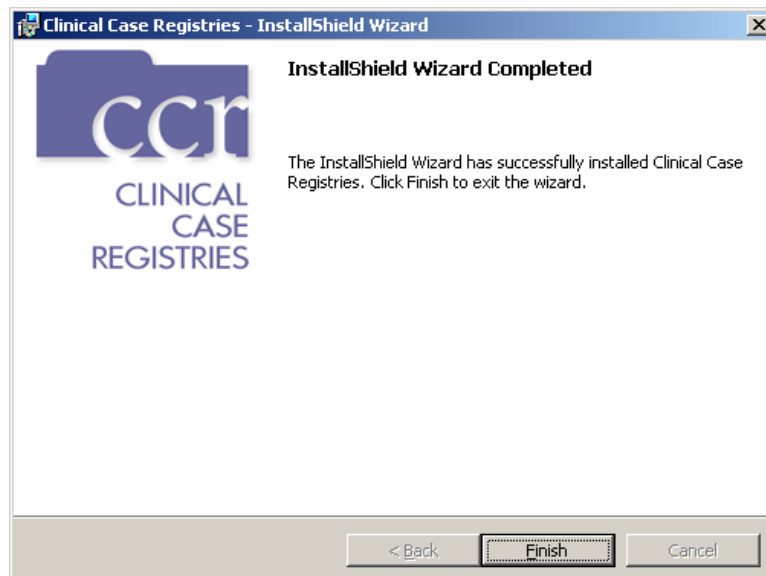 Clinical Case Registries - InstallShield Wizard
InstallShield Wizard Completed
ccr
CLINICAL
CASE
REGISTRIES
The InstallShield Wizard has successfully installed Clinical Case
Registries. Click Finish to exit the wizard.
< Back
Finish
Cancel